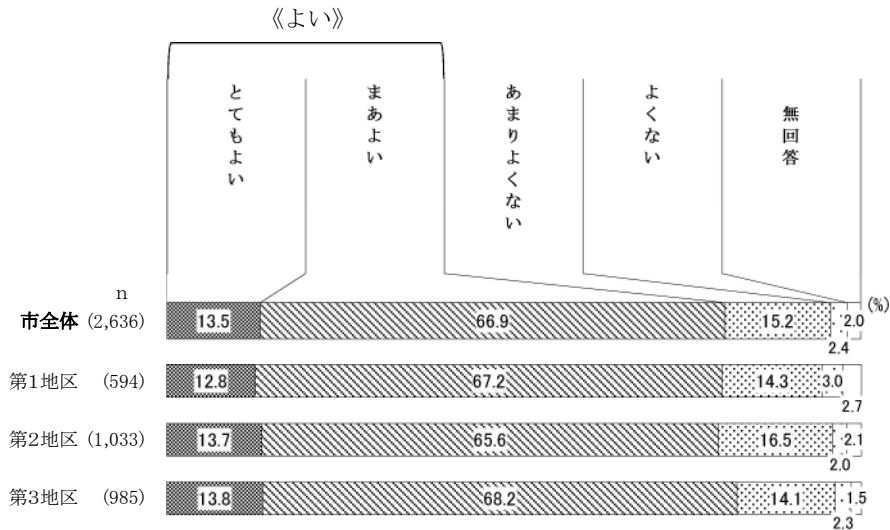 《よい》
とてもよい
まあよい
あまりよくない
よくない
無回答
n
(%)
市全体 (2,636) 13.5 66.9 15.2 2.4 2.0
第1地区 (594) 12.8 67.2 14.3 3.0 2.7
第2地区 (1,033) 13.7 65.6 16.5 2.0 2.1
第3地区 (985) 13.8 68.2 14.1 2.3 1.5